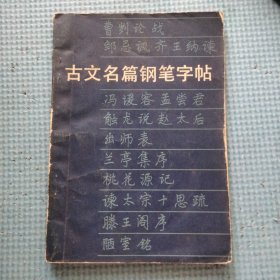 曹刿论战
邹忌讽齐王纳谏
古文名篇钢笔字帖
冯谖客孟尝君
触龙说赵太后
出师表
兰亭集序
桃花源记
谏太宗十思疏
滕王阁序
陋室铭